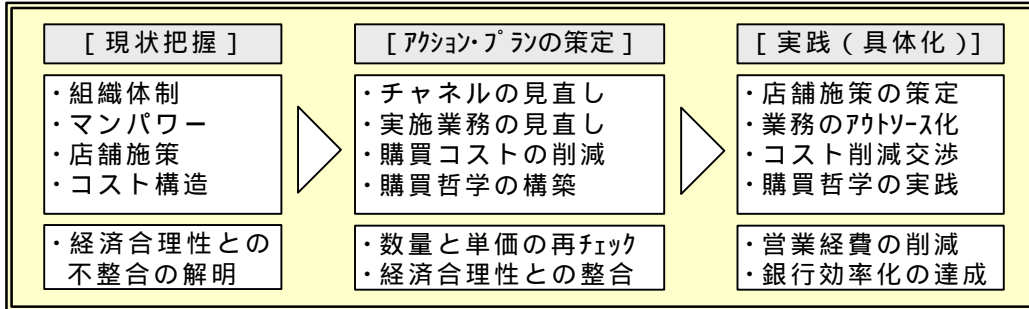 [ 現状把握 ]
・組織体制
・マンパワー
・店舗施策
・コスト構造
・経済合理性との
不整合の解明
[ ｱｸｼｮﾝ･ﾌﾟﾗﾝの策定 ]
・チャネルの見直し
・実施業務の見直し
・購買コストの削減
・購買哲学の構築
・数量と単価の再ﾁｪｯｸ
・経済合理性との整合
[ 実践（具体化）]
・店舗施策の策定
・業務のｱｳﾄｿｰｽ化
・コスト削減交渉
・購買哲学の実践
・営業経費の削減
・銀行効率化の達成